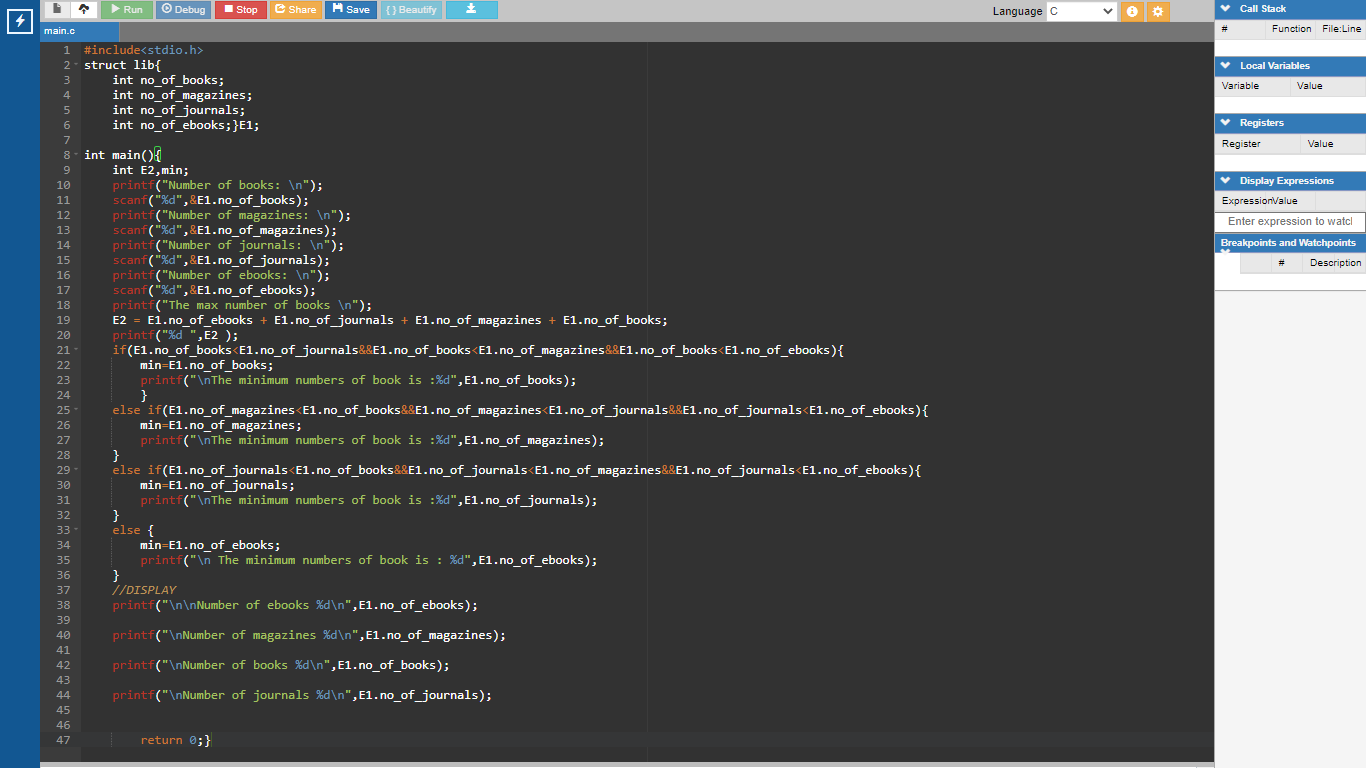 Run Debug Stop Share Save { } Beautify Language C
main.c
1 #include<stdio.h>
2 struct lib{
3     int no_of_books;
4     int no_of_magazines;
5     int no_of_journals;
6     int no_of_ebooks;}E1;
7
8 int main(){
9     int E2,min;
10     printf("Number of books: \n");
11     scanf("%d",&E1.no_of_books);
12     printf("Number of magazines: \n");
13     scanf("%d",&E1.no_of_magazines);
14     printf("Number of journals: \n");
15     scanf("%d",&E1.no_of_journals);
16     printf("Number of ebooks: \n");
17     scanf("%d",&E1.no_of_ebooks);
18     printf("The max number of books \n");
19     E2 = E1.no_of_ebooks + E1.no_of_journals + E1.no_of_magazines + E1.no_of_books;
20     printf("%d ",E2 );
21     if(E1.no_of_books<E1.no_of_journals&&E1.no_of_books<E1.no_of_magazines&&E1.no_of_books<E1.no_of_ebooks){
22         min=E1.no_of_books;
23         printf("\nThe minimum numbers of book is :%d",E1.no_of_books);
24         }
25     else if(E1.no_of_magazines<E1.no_of_books&&E1.no_of_magazines<E1.no_of_journals&&E1.no_of_journals<E1.no_of_ebooks){
26         min=E1.no_of_magazines;
27         printf("\nThe minimum numbers of book is :%d",E1.no_of_magazines);
28     }
29     else if(E1.no_of_journals<E1.no_of_books&&E1.no_of_journals<E1.no_of_magazines&&E1.no_of_journals<E1.no_of_ebooks){
30         min=E1.no_of_journals;
31         printf("\nThe minimum numbers of book is :%d",E1.no_of_journals);
32     }
33     else {
34         min=E1.no_of_ebooks;
35         printf("\n The minimum numbers of book is : %d",E1.no_of_ebooks);
36     }
37     //DISPLAY
38     printf("\n\nNumber of ebooks %d\n",E1.no_of_ebooks);
39
40     printf("\nNumber of magazines %d\n",E1.no_of_magazines);
41
42     printf("\nNumber of books %d\n",E1.no_of_books);
43
44     printf("\nNumber of journals %d\n",E1.no_of_journals);
45
46
47         return 0;}
Call Stack
# Function File:Line
Local Variables
Variable Value
Registers
Register Value
Display Expressions
Expression Value
Enter expression to watch
Breakpoints and Watchpoints
# Description